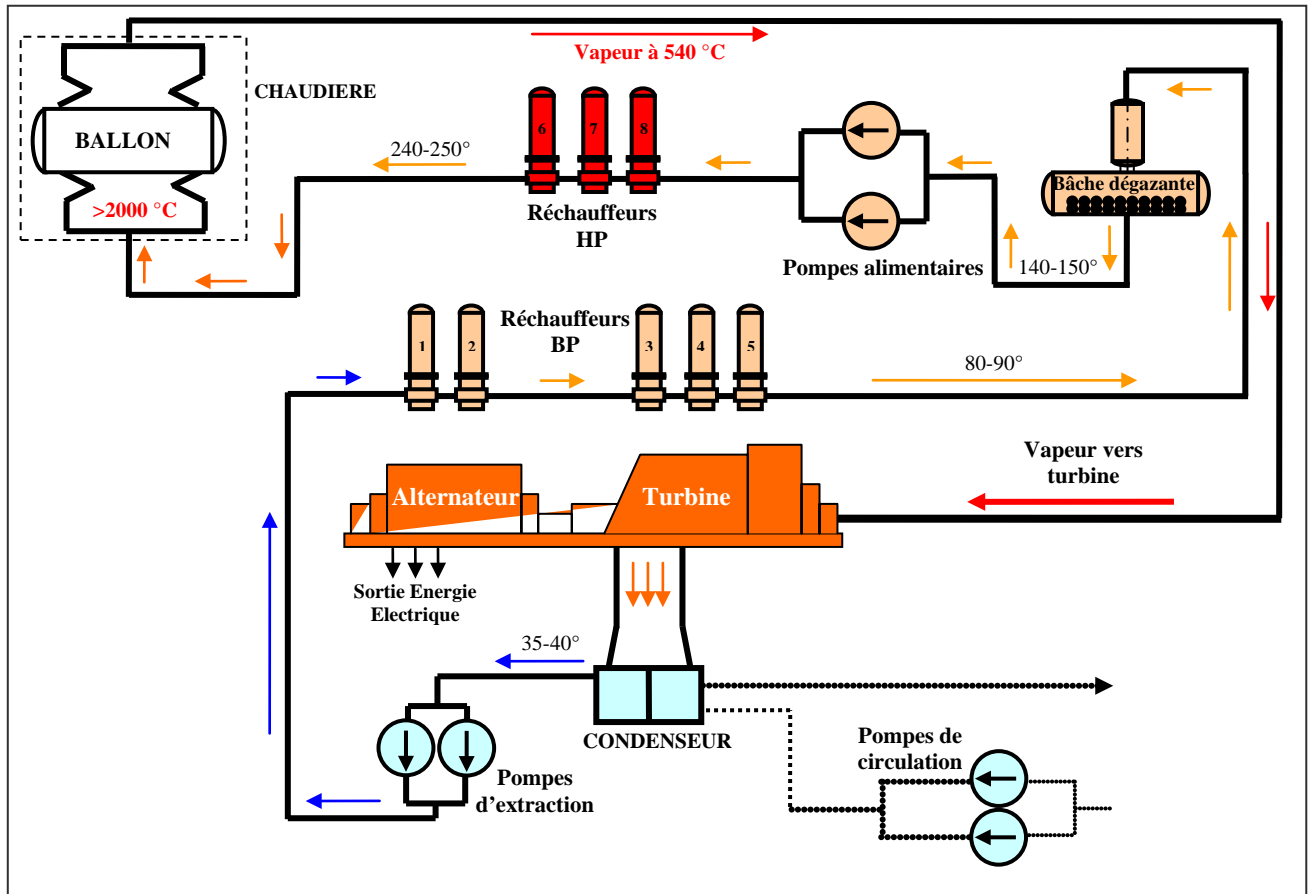 Vapeur à 540 °C
CHAUDIERE
BALLON
>2000 °C
240-250°
6
7
8
Réchauffeurs
HP
Pompes alimentaires
Bâche dégazante
140-150°
1
2
Réchauffeurs
BP
3
4
5
80-90°
Vapeur vers
turbine
Alternateur
Turbine
Sortie Energie
Electrique
35-40°
CONDENSEUR
Pompes
d’extraction
Pompes de
circulation